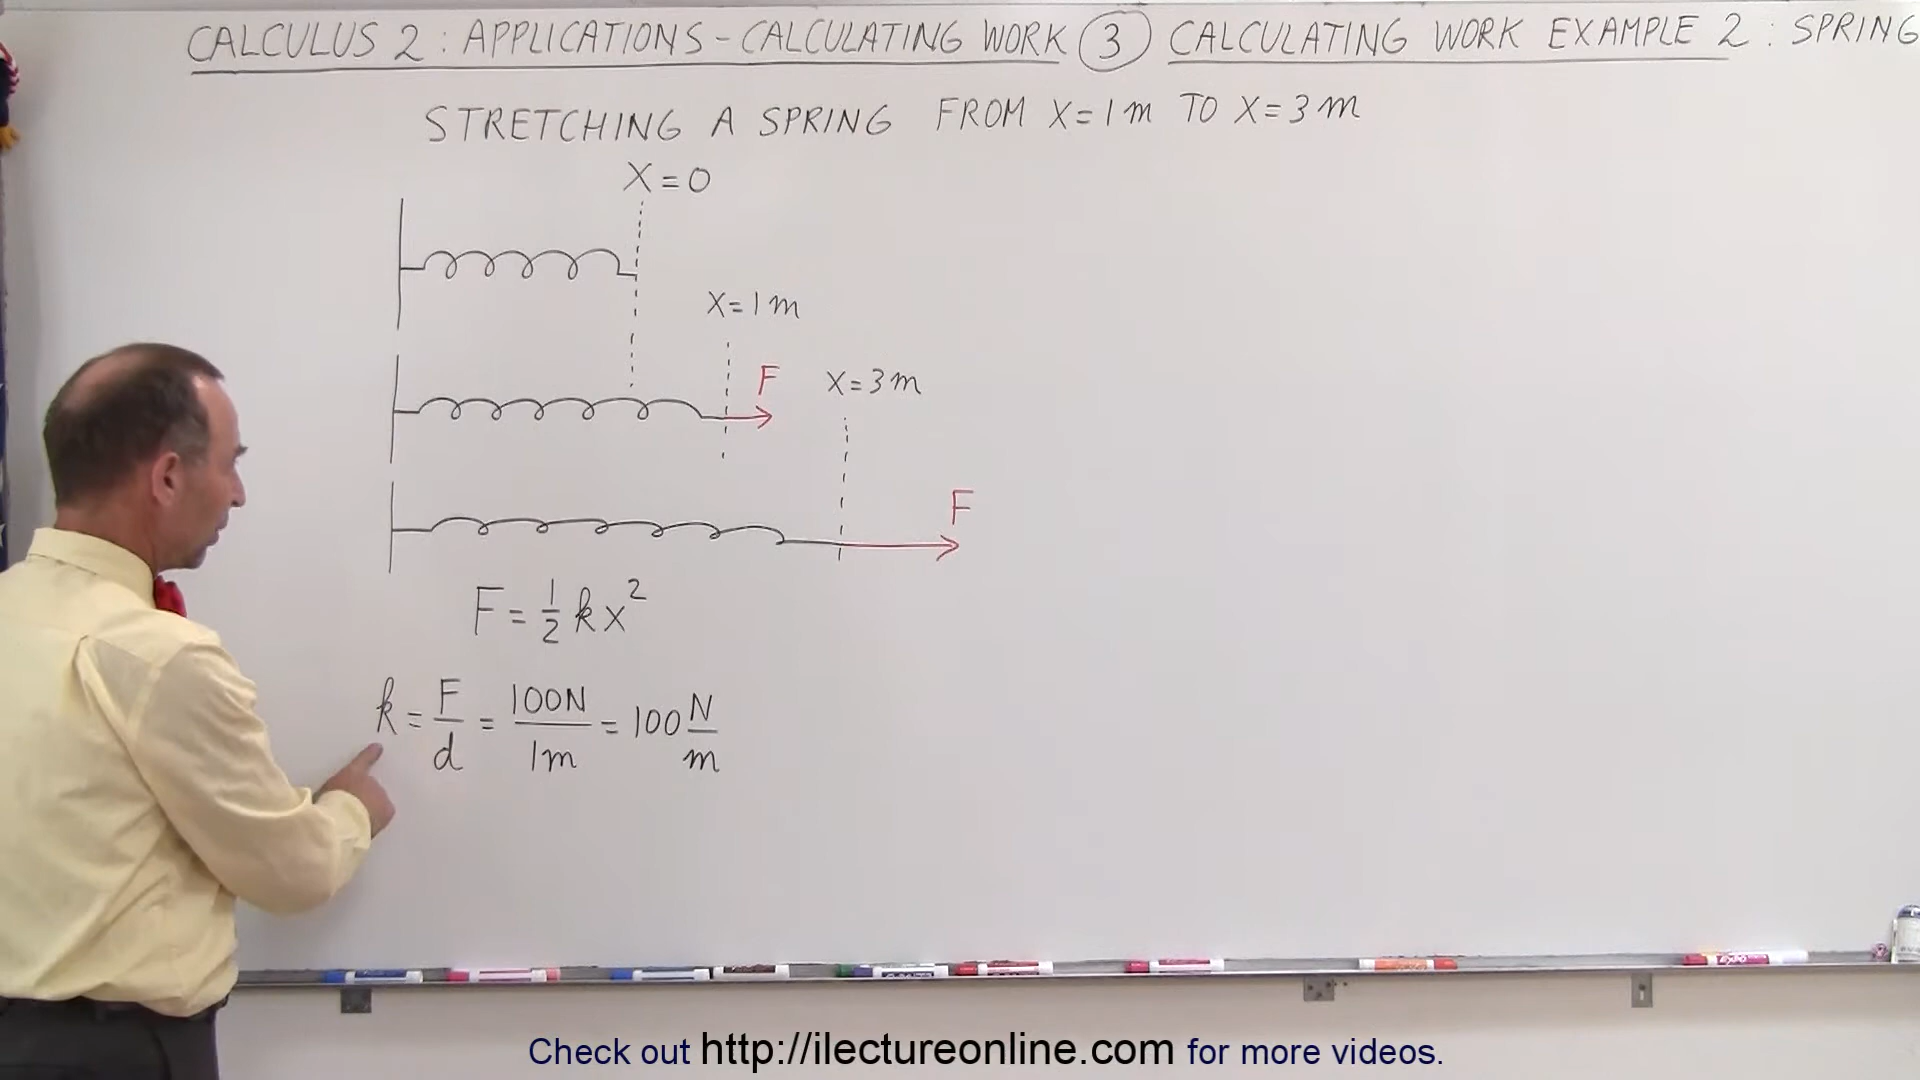 CALCULUS 2 : APPLICATIONS - CALCULATING WORK 3 CALCULATING WORK EXAMPLE 2 : SPRING
STRETCHING A SPRING FROM X=1m TO X=3m
X=0
X=1m
F
X=3m
F
F = 1/2 kx²
k = F/d = 100N/1m = 100 N/m
Check out http://ilectureonline.com for more videos.